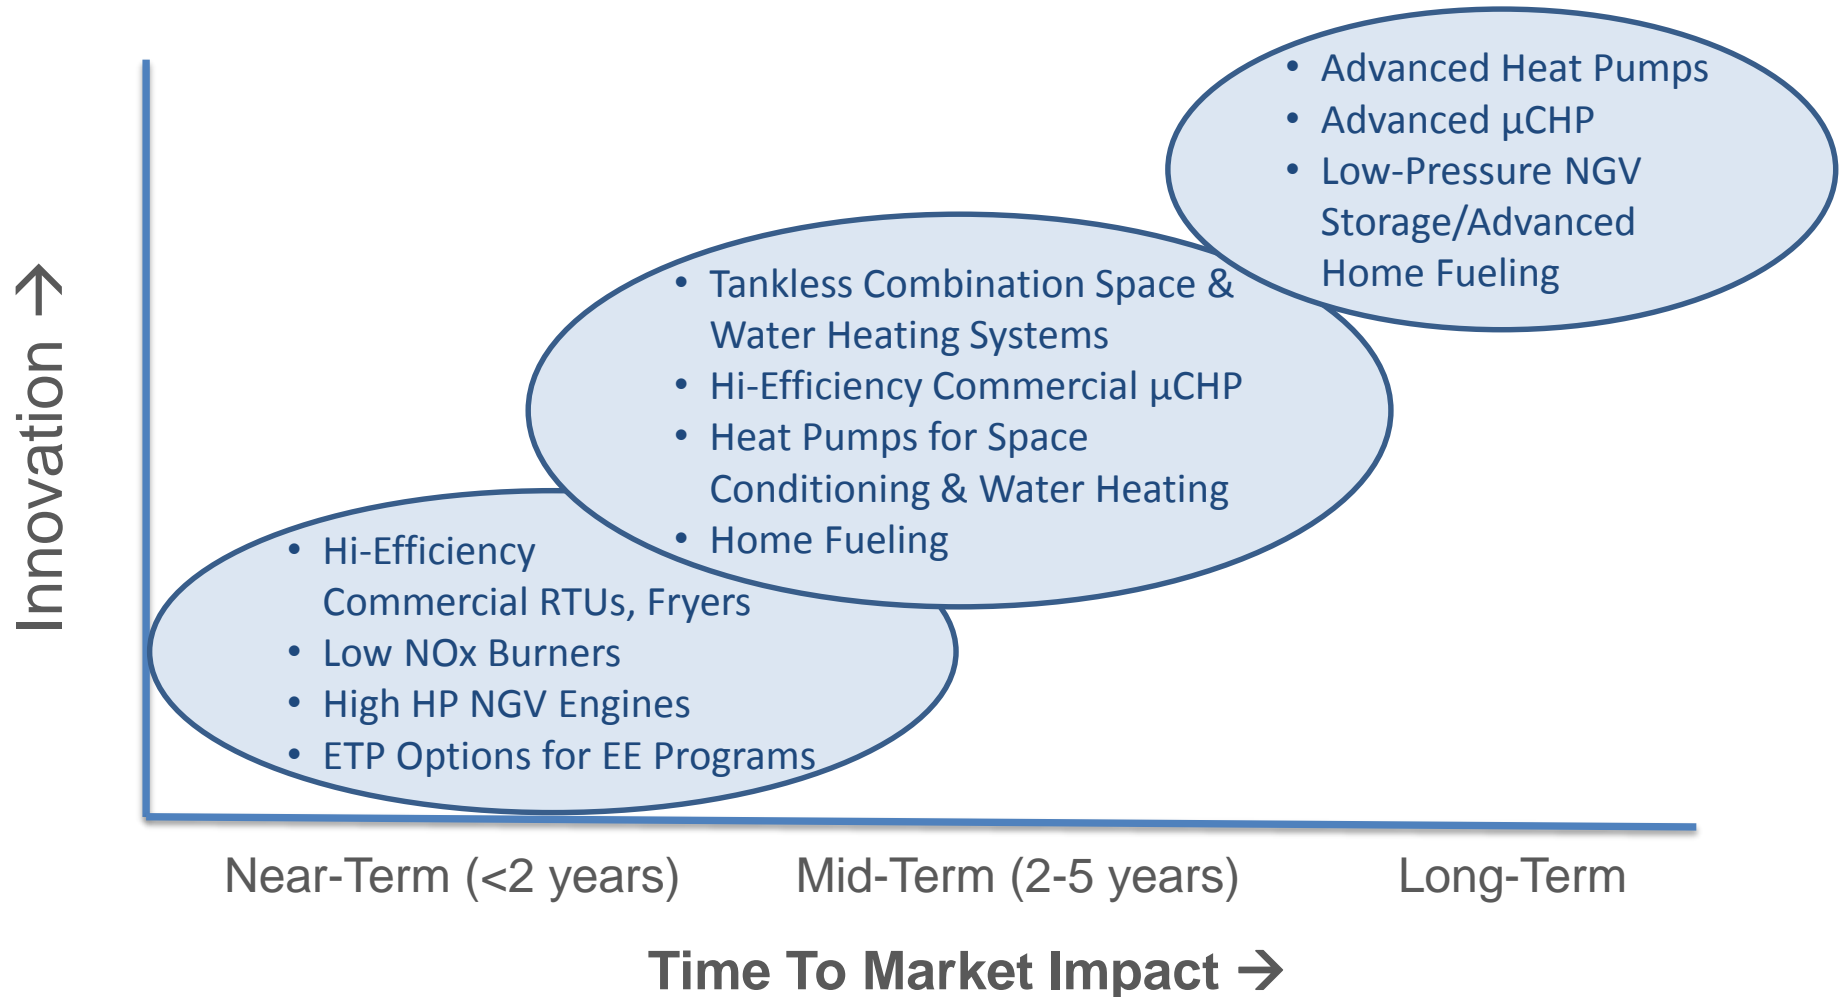 Innovation →
• Advanced Heat Pumps
• Advanced µCHP
• Low-Pressure NGV
Storage/Advanced
Home Fueling
• Tankless Combination Space &
Water Heating Systems
• Hi-Efficiency Commercial µCHP
• Heat Pumps for Space
Conditioning & Water Heating
• Home Fueling
• Hi-Efficiency
Commercial RTUs, Fryers
• Low NOx Burners
• High HP NGV Engines
• ETP Options for EE Programs
Near-Term (<2 years) Mid-Term (2-5 years) Long-Term
Time To Market Impact →